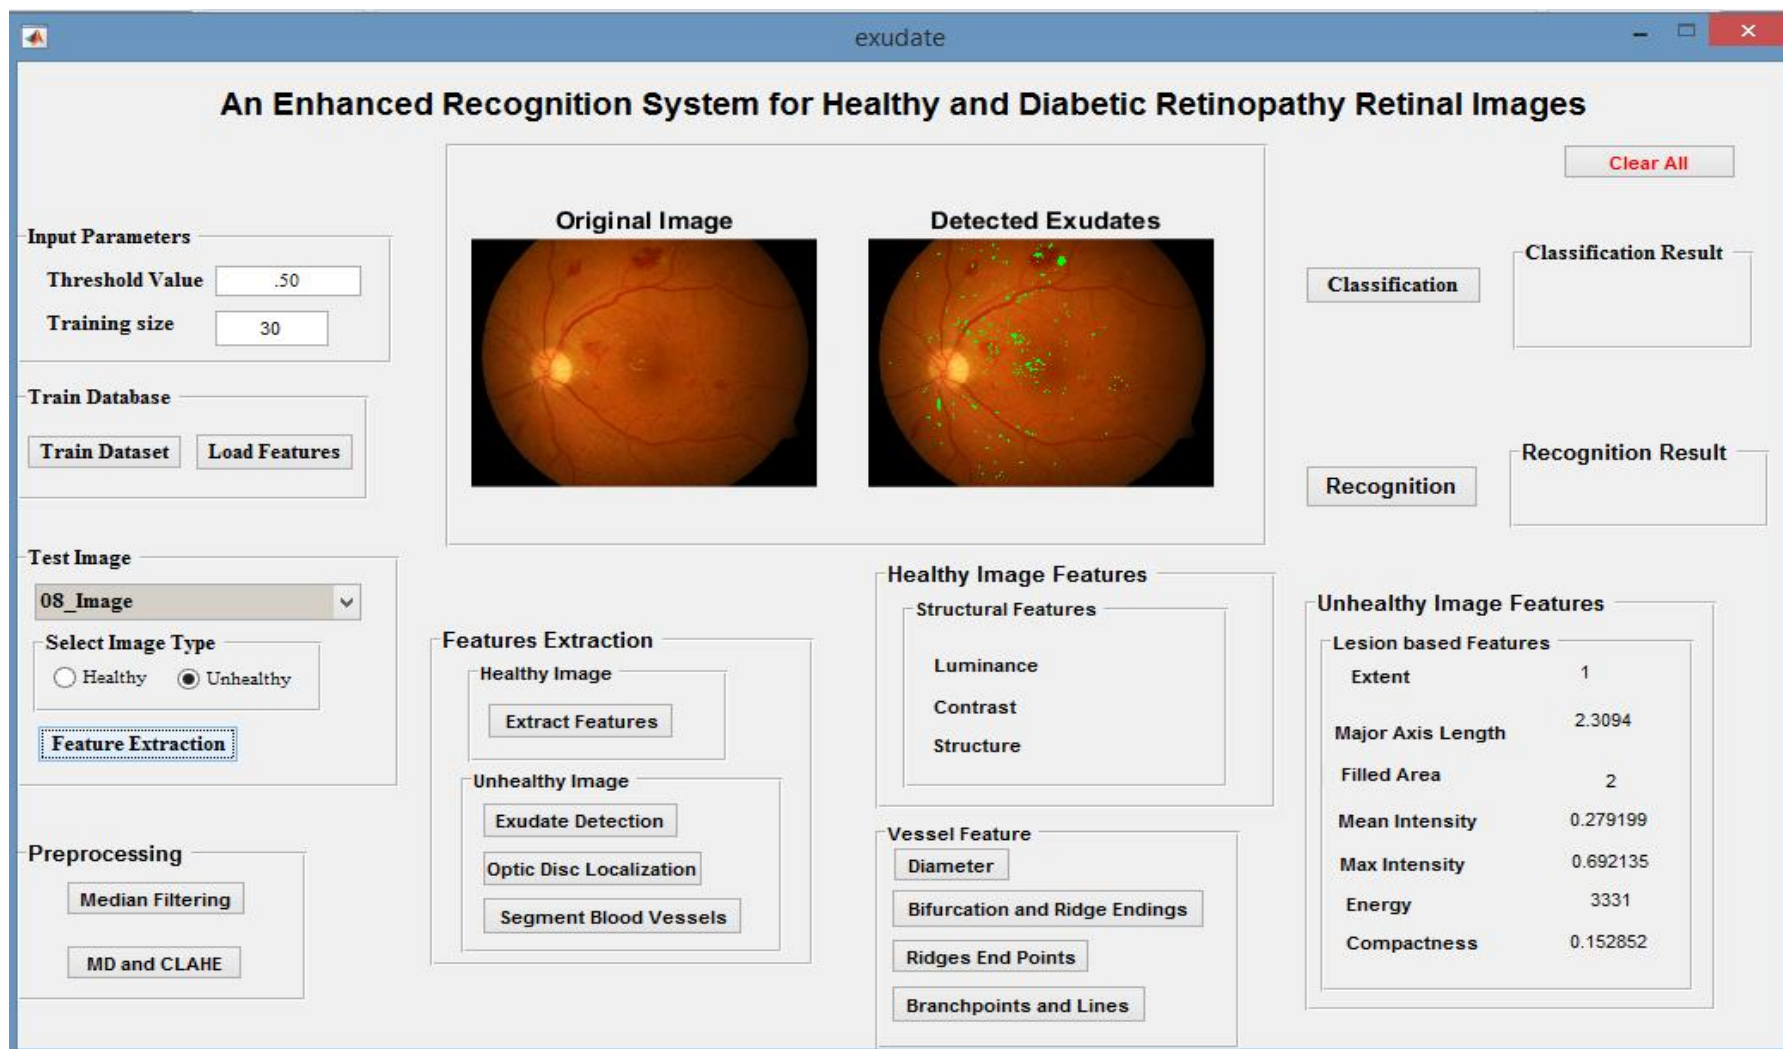 exudate
An Enhanced Recognition System for Healthy and Diabetic Retinopathy Retinal Images
Clear All
Input Parameters
Threshold Value .50
Training size 30
Original Image Detected Exudates
Classification
Classification Result
Train Database
Train Dataset Load Features
Recognition
Recognition Result
Test Image
08_Image
Select Image Type
Healthy Unhealthy
Feature Extraction
Preprocessing
Median Filtering
MD and CLAHE
Features Extraction
Healthy Image
Extract Features
Unhealthy Image
Exudate Detection
Optic Disc Localization
Segment Blood Vessels
Healthy Image Features
Structural Features
Luminance
Contrast
Structure
Vessel Feature
Diameter
Bifurcation and Ridge Endings
Ridges End Points
Branchpoints and Lines
Unhealthy Image Features
Lesion based Features
Extent 1
Major Axis Length 2.3094
Filled Area 2
Mean Intensity 0.279199
Max Intensity 0.692135
Energy 3331
Compactness 0.152852